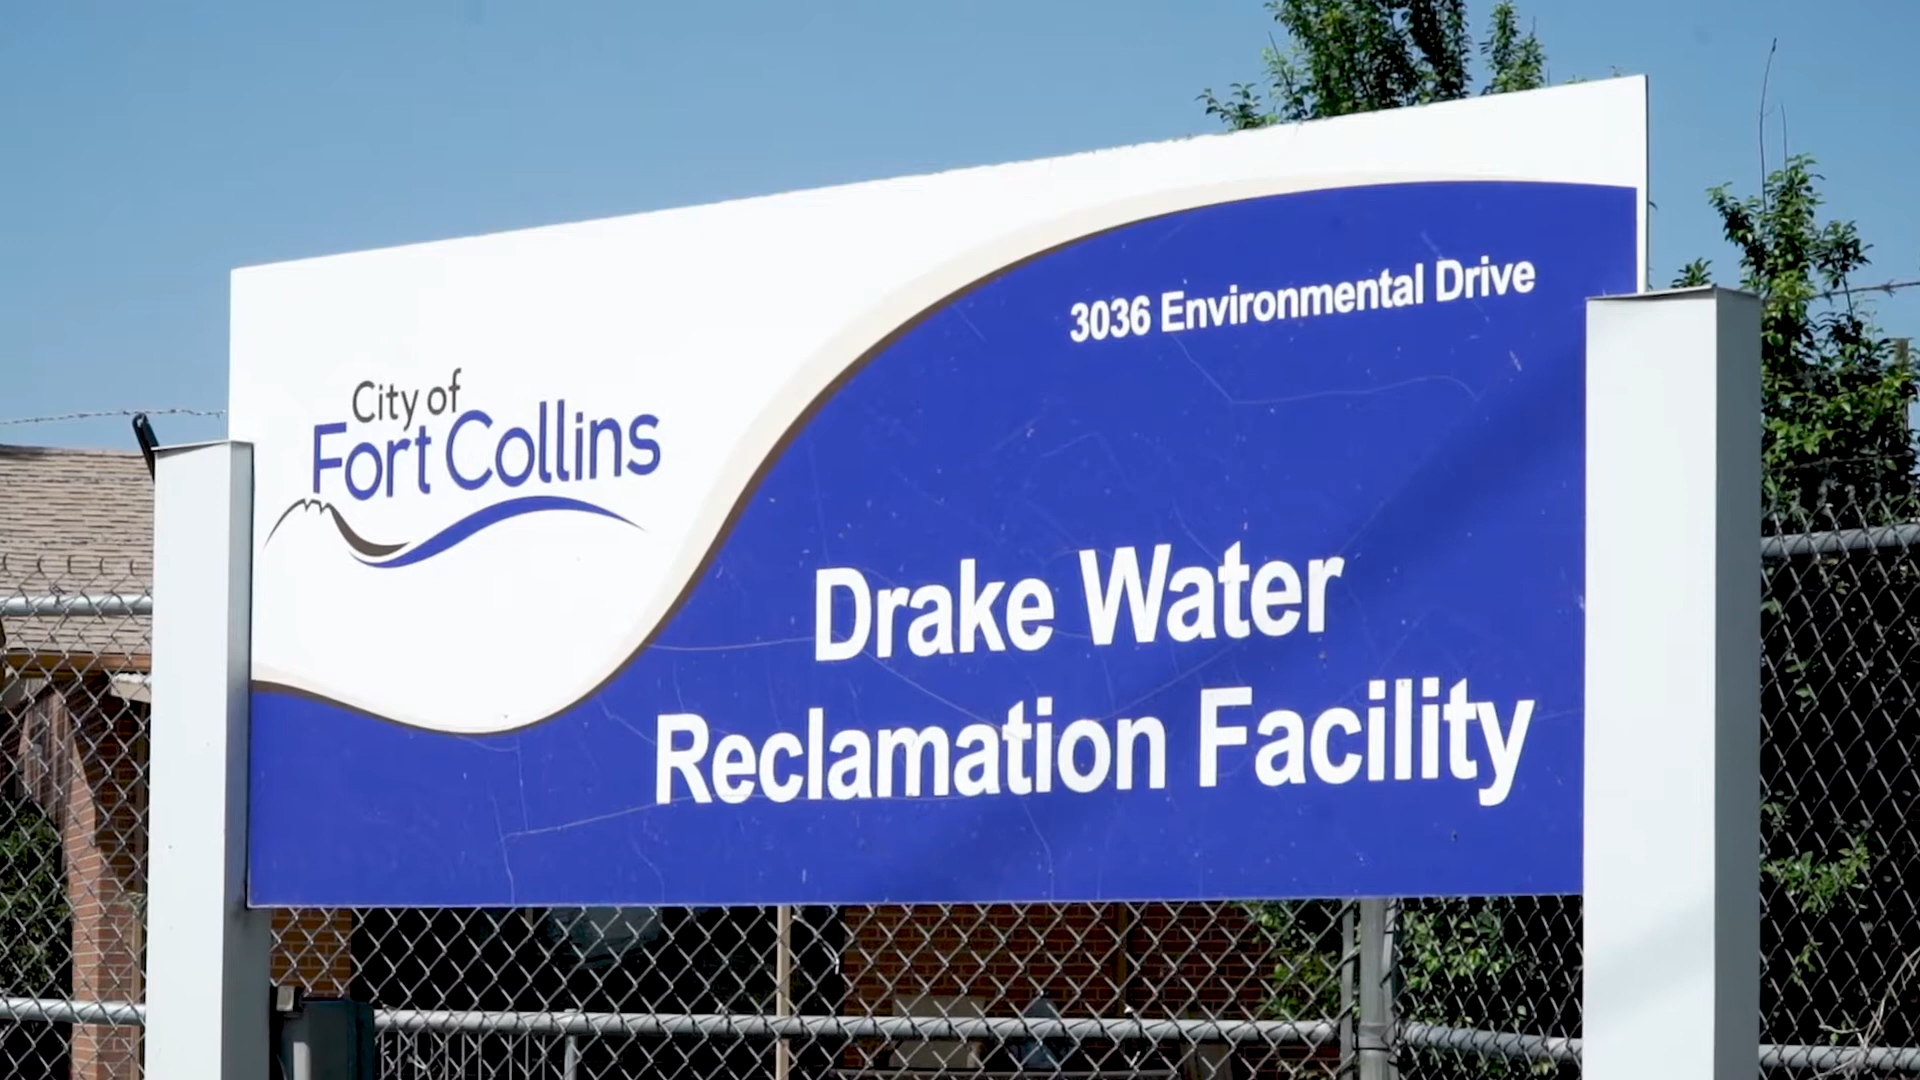 City of
Fort Collins
3036 Environmental Drive
Drake Water
Reclamation Facility